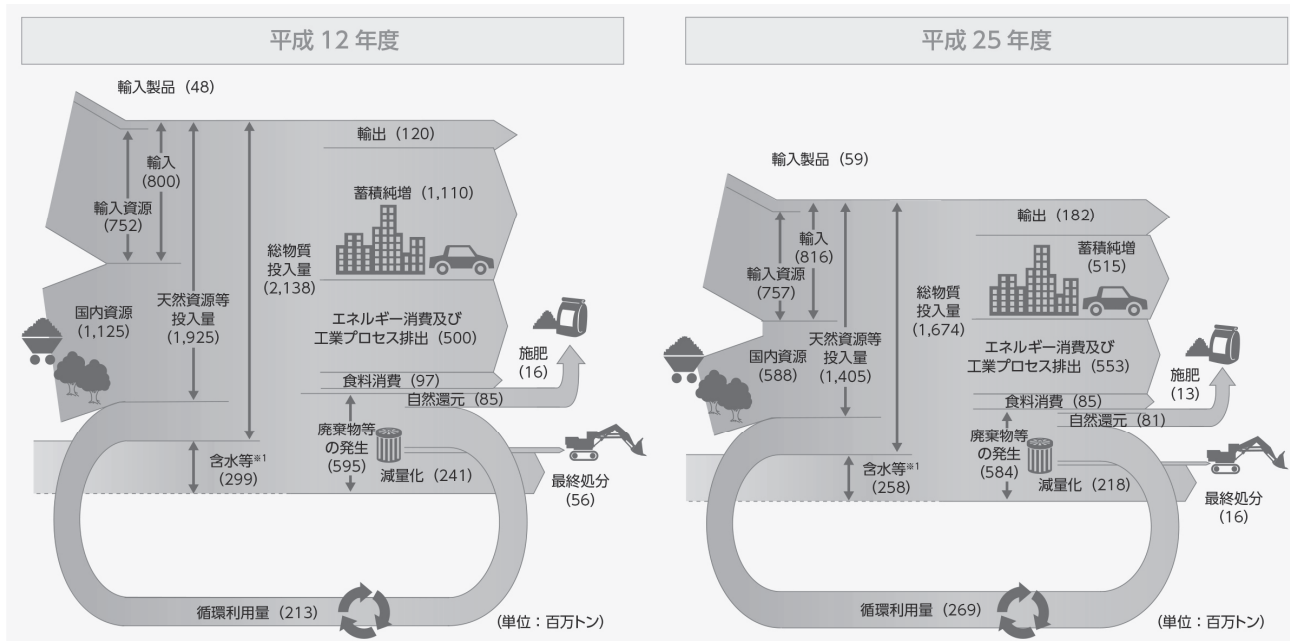 平成 12 年度
輸入製品（48）
輸入
（800）
輸入資源
（752）
国内資源
（1,125）
天然資源等
投入量
（1,925）
総物質
投入量
（2,138）
輸出（120）
蓄積純増（1,110）
エネルギー消費及び
工業プロセス排出（500）
食料消費（97）
自然還元（85）
施肥
（16）
廃棄物等
の発生
（595）
減量化（241）
最終処分
（56）
含水等※1
（299）
循環利用量（213）
（単位：百万トン）
平成 25 年度
輸入製品（59）
輸入
（816）
輸入資源
（757）
国内資源
（588）
天然資源等
投入量
（1,405）
総物質
投入量
（1,674）
輸出（182）
蓄積純増
（515）
エネルギー消費及び
工業プロセス排出（553）
食料消費（85）
自然還元（81）
施肥
（13）
廃棄物等
の発生
（584）
減量化（218）
最終処分
（16）
含水等※1
（258）
循環利用量（269）
（単位：百万トン）